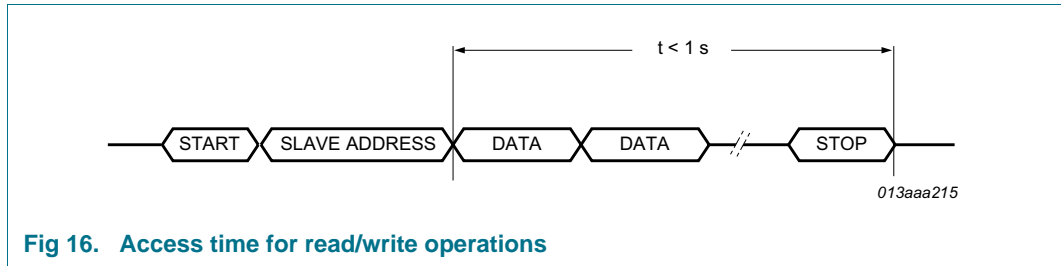 t < 1 s
START SLAVE ADDRESS DATA DATA STOP
013aaa215
Fig 16. Access time for read/write operations